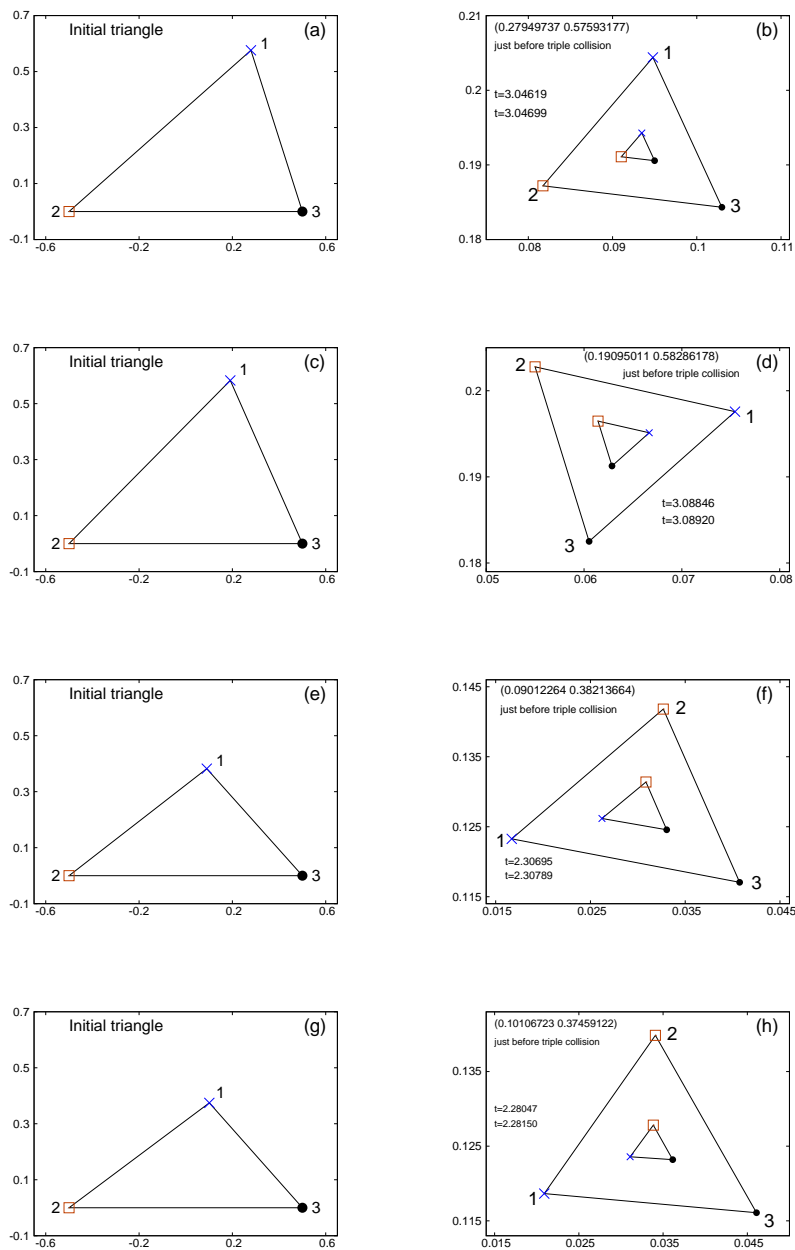 Initial triangle (a)
0.7
0.5
0.3
0.1
-0.1
1
2
3
-0.6 -0.2 0.2 0.6
(0.27949737 0.57593177) (b)
just before triple collision
t=3.04619
t=3.04699
0.21
0.2
0.19
0.18
1
2
3
0.08 0.09 0.1 0.11
Initial triangle (c)
0.7
0.5
0.3
0.1
-0.1
1
2
3
-0.6 -0.2 0.2 0.6
(0.19095011 0.58286178) (d)
just before triple collision
0.2
0.19
0.18
2
1
t=3.08846
t=3.08920
3
0.05 0.06 0.07 0.08
Initial triangle (e)
0.7
0.5
0.3
0.1
-0.1
1
2
3
-0.6 -0.2 0.2 0.6
(0.09012264 0.38213664) (f)
just before triple collision
0.145
0.135
0.125
0.115
2
1
t=2.30695
t=2.30789
3
0.015 0.025 0.035 0.045
Initial triangle (g)
0.7
0.5
0.3
0.1
-0.1
1
2
3
-0.6 -0.2 0.2 0.6
(0.10106723 0.37459122) (h)
just before triple collision
0.135
0.125
0.115
2
t=2.28047
t=2.28150
1
3
0.015 0.025 0.035 0.045